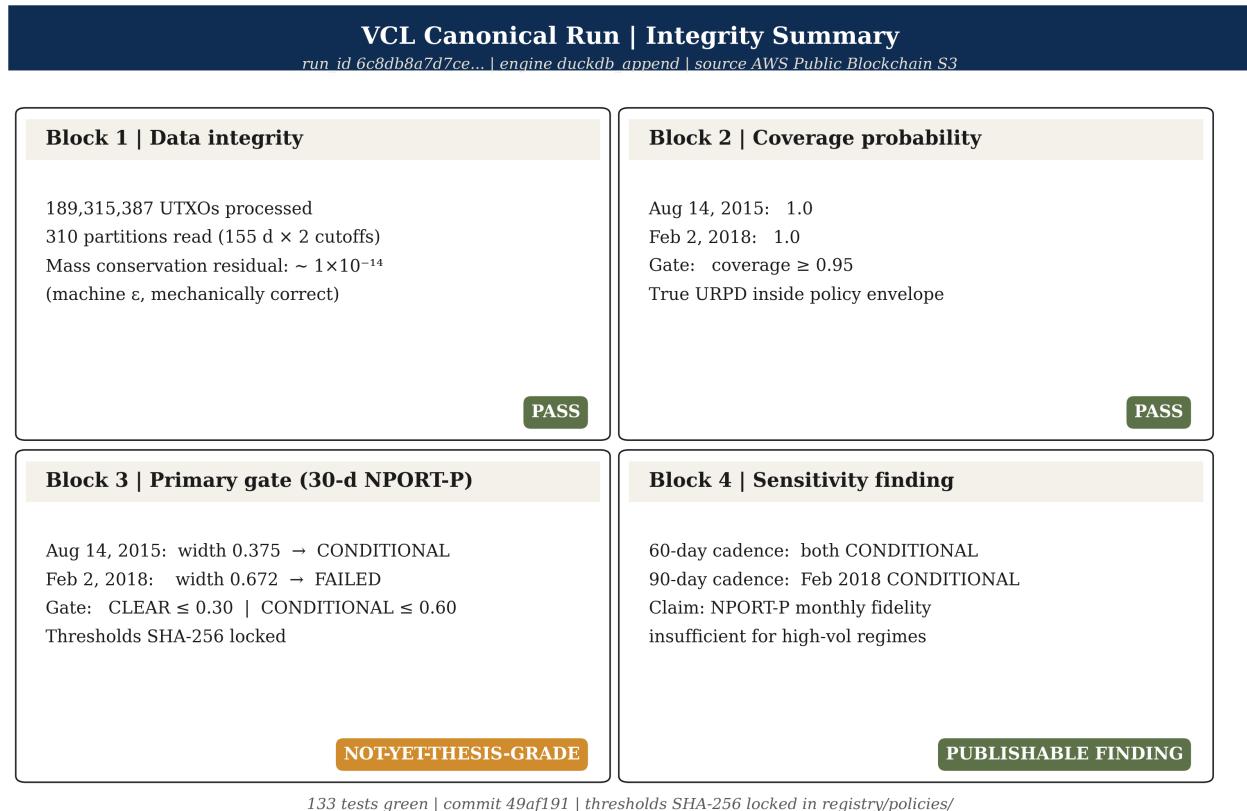 VCL Canonical Run | Integrity Summary
run_id 6c8db8a7d7ce... | engine duckdb_append | source AWS Public Blockchain S3
Block 1 | Data integrity
189,315,387 UTXOs processed
310 partitions read (155 d × 2 cutoffs)
Mass conservation residual: ~ 1×10⁻¹⁴
(machine ε, mechanically correct)
PASS
Block 2 | Coverage probability
Aug 14, 2015: 1.0
Feb 2, 2018: 1.0
Gate: coverage ≥ 0.95
True URPD inside policy envelope
PASS
Block 3 | Primary gate (30-d NPORT-P)
Aug 14, 2015: width 0.375 → CONDITIONAL
Feb 2, 2018: width 0.672 → FAILED
Gate: CLEAR ≤ 0.30 | CONDITIONAL ≤ 0.60
Thresholds SHA-256 locked
NOT-YET-THESIS-GRADE
Block 4 | Sensitivity finding
60-day cadence: both CONDITIONAL
90-day cadence: Feb 2018 CONDITIONAL
Claim: NPORT-P monthly fidelity
insufficient for high-vol regimes
PUBLISHABLE FINDING
133 tests green | commit 49af191 | thresholds SHA-256 locked in registry/policies/